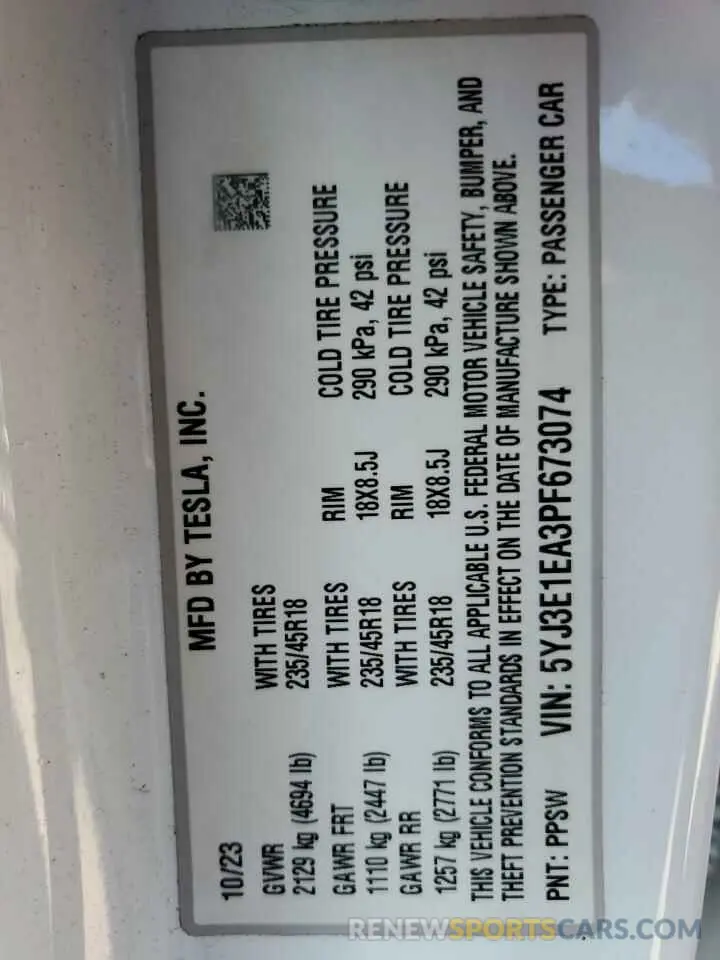 MFD BY TESLA, INC.
10/23
GVWR WITH TIRES
2129 kg (4694 lb) 235/45R18
GAWR FRT WITH TIRES RIM COLD TIRE PRESSURE
1110 kg (2447 lb) 235/45R18 18X8.5J 290 kPa, 42 psi
GAWR RR WITH TIRES RIM COLD TIRE PRESSURE
1257 kg (2771 lb) 235/45R18 18X8.5J 290 kPa, 42 psi
THIS VEHICLE CONFORMS TO ALL APPLICABLE U.S. FEDERAL MOTOR VEHICLE SAFETY, BUMPER, AND
THEFT PREVENTION STANDARDS IN EFFECT ON THE DATE OF MANUFACTURE SHOWN ABOVE.
PNT: PPSW VIN: 5YJ3E1EA3PF673074 TYPE: PASSENGER CAR
RENEWSPORTSCARS.COM